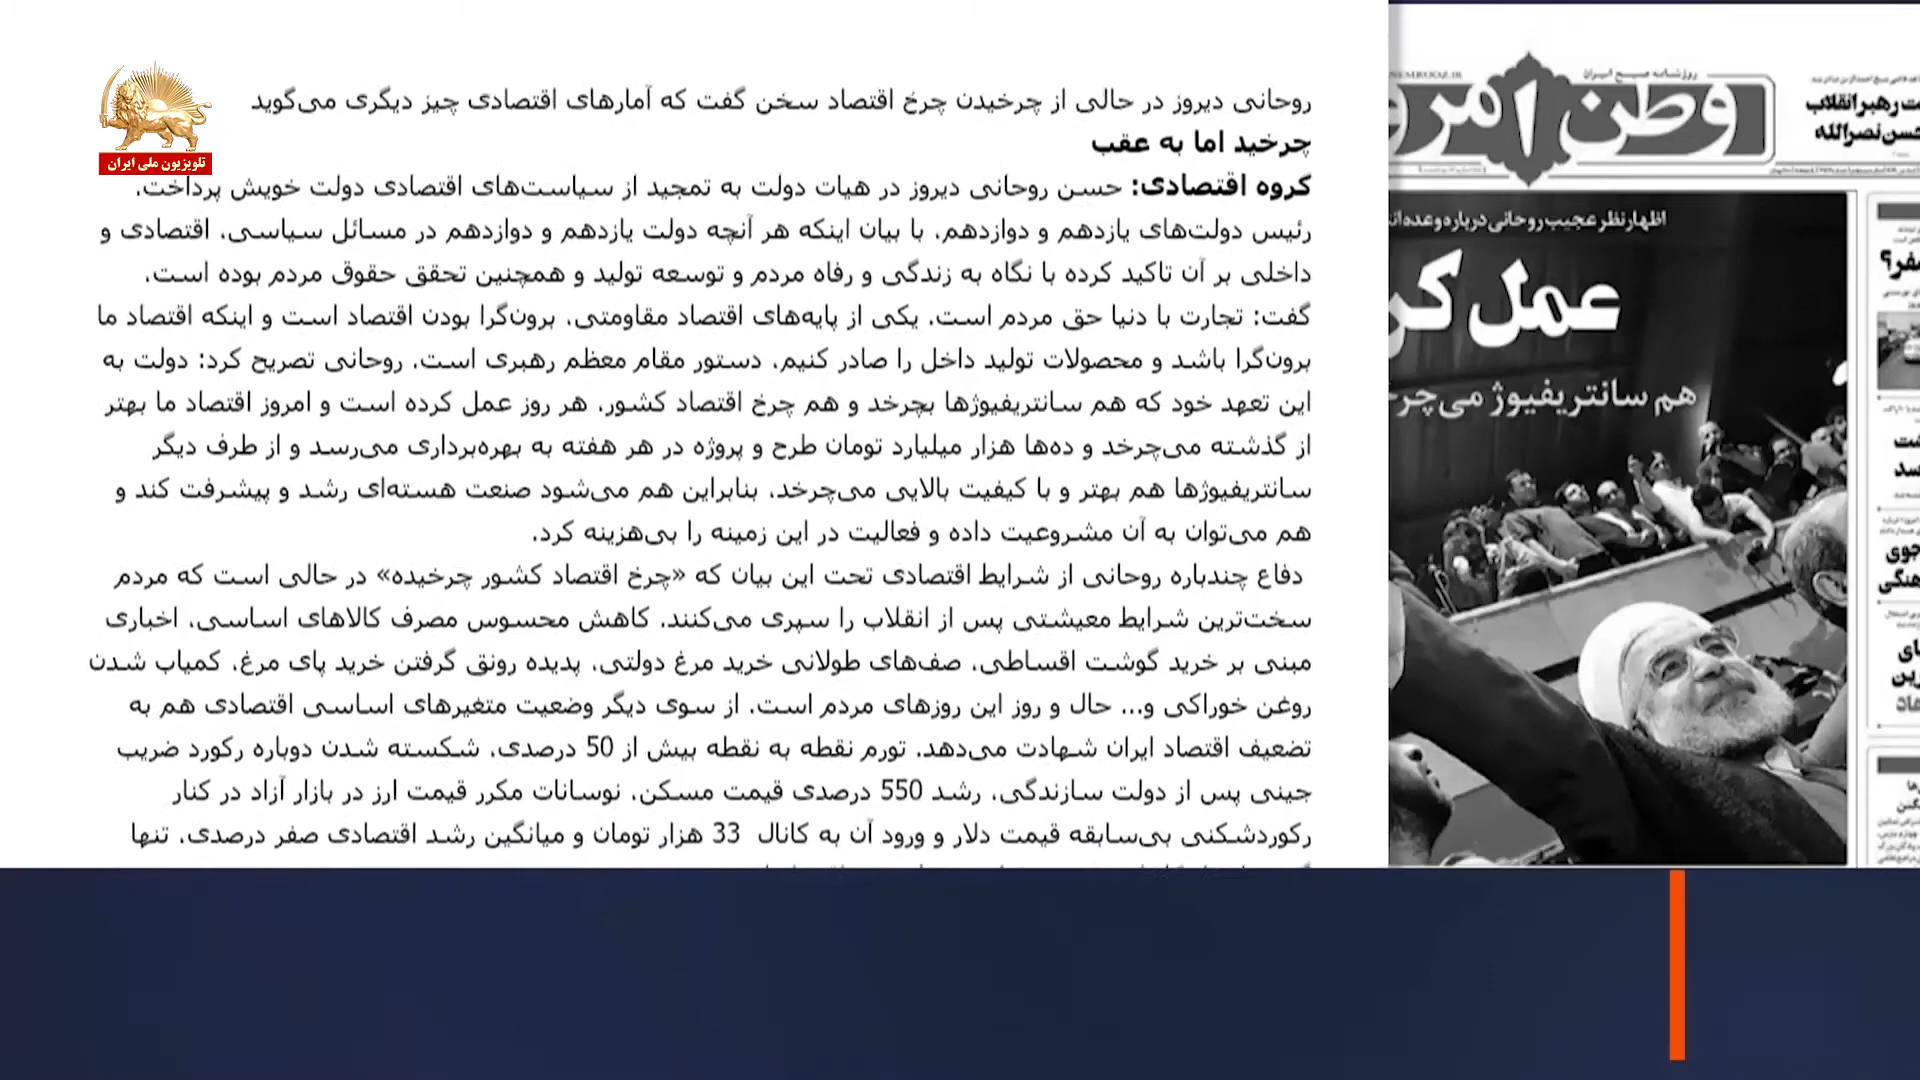 روحانی دیروز در حالی از چرخیدن چرخ اقتصاد سخن گفت که آمارهای اقتصادی چیز دیگری می‌گوید
چرخید اما به عقب
گروه اقتصادی: حسن روحانی دیروز در هیات دولت به تمجید از سیاست‌های اقتصادی دولت خویش پرداخت.
رئیس دولت‌های یازدهم و دوازدهم، با بیان اینکه هر آنچه دولت یازدهم و دوازدهم در مسائل سیاسی، اقتصادی و
داخلی بر آن تاکید کرده با نگاه به زندگی و رفاه مردم و توسعه تولید و همچنین تحقق حقوق مردم بوده است،
گفت: تجارت با دنیا حق مردم است، یکی از پایه‌های اقتصاد مقاومتی، برون‌گرا بودن اقتصاد است و اینکه اقتصاد ما
برون‌گرا باشد و محصولات تولید داخل را صادر کنیم، دستور مقام معظم رهبری است. روحانی تصریح کرد: دولت به
این تعهد خود که هم سانتریفیوژها بچرخد و هم چرخ اقتصاد کشور، هر روز عمل کرده است و امروز اقتصاد ما بهتر
از گذشته می‌چرخد و ده‌ها هزار میلیارد تومان طرح و پروژه در هر هفته به بهره‌برداری می‌رسد و از طرف دیگر
سانتریفیوژها هم بهتر و با کیفیت بالایی می‌چرخد، بنابراین هم می‌شود صنعت هسته‌ای رشد و پیشرفت کند و
هم می‌توان به آن مشروعیت داده و فعالیت در این زمینه را بی‌هزینه کرد.
دفاع چندباره روحانی از شرایط اقتصادی تحت این بیان که «چرخ اقتصاد کشور چرخیده» در حالی است که مردم
سخت‌ترین شرایط معیشتی پس از انقلاب را سپری می‌کنند. کاهش محسوس مصرف کالاهای اساسی، اخباری
مبنی بر خرید گوشت اقساطی، صف‌های طولانی خرید مرغ دولتی، پدیده رونق گرفتن خرید پای مرغ، کمیاب شدن
روغن خوراکی و... حال و روز این روزهای مردم است. از سوی دیگر وضعیت متغیرهای اساسی اقتصادی هم به
تضعیف اقتصاد ایران شهادت می‌دهد. تورم نقطه به نقطه بیش از 50 درصدی، شکسته شدن دوباره رکورد ضریب
جینی پس از دولت سازندگی، رشد 550 درصدی قیمت مسکن، نوسانات مکرر قیمت ارز در بازار آزاد در کنار
رکوردشکنی بی‌سابقه قیمت دلار و ورود آن به کانال 33 هزار تومان و میانگین رشد اقتصادی صفر درصدی، تنها
تلویزیون ملی ایران
روزنامه صبح ایران
وطن امرو
اظهارنظر عجیب روحانی درباره وعده
عمل کر
هم سانتریفیوژ می‌چر
رهبر انقلاب
حسن نصرالله